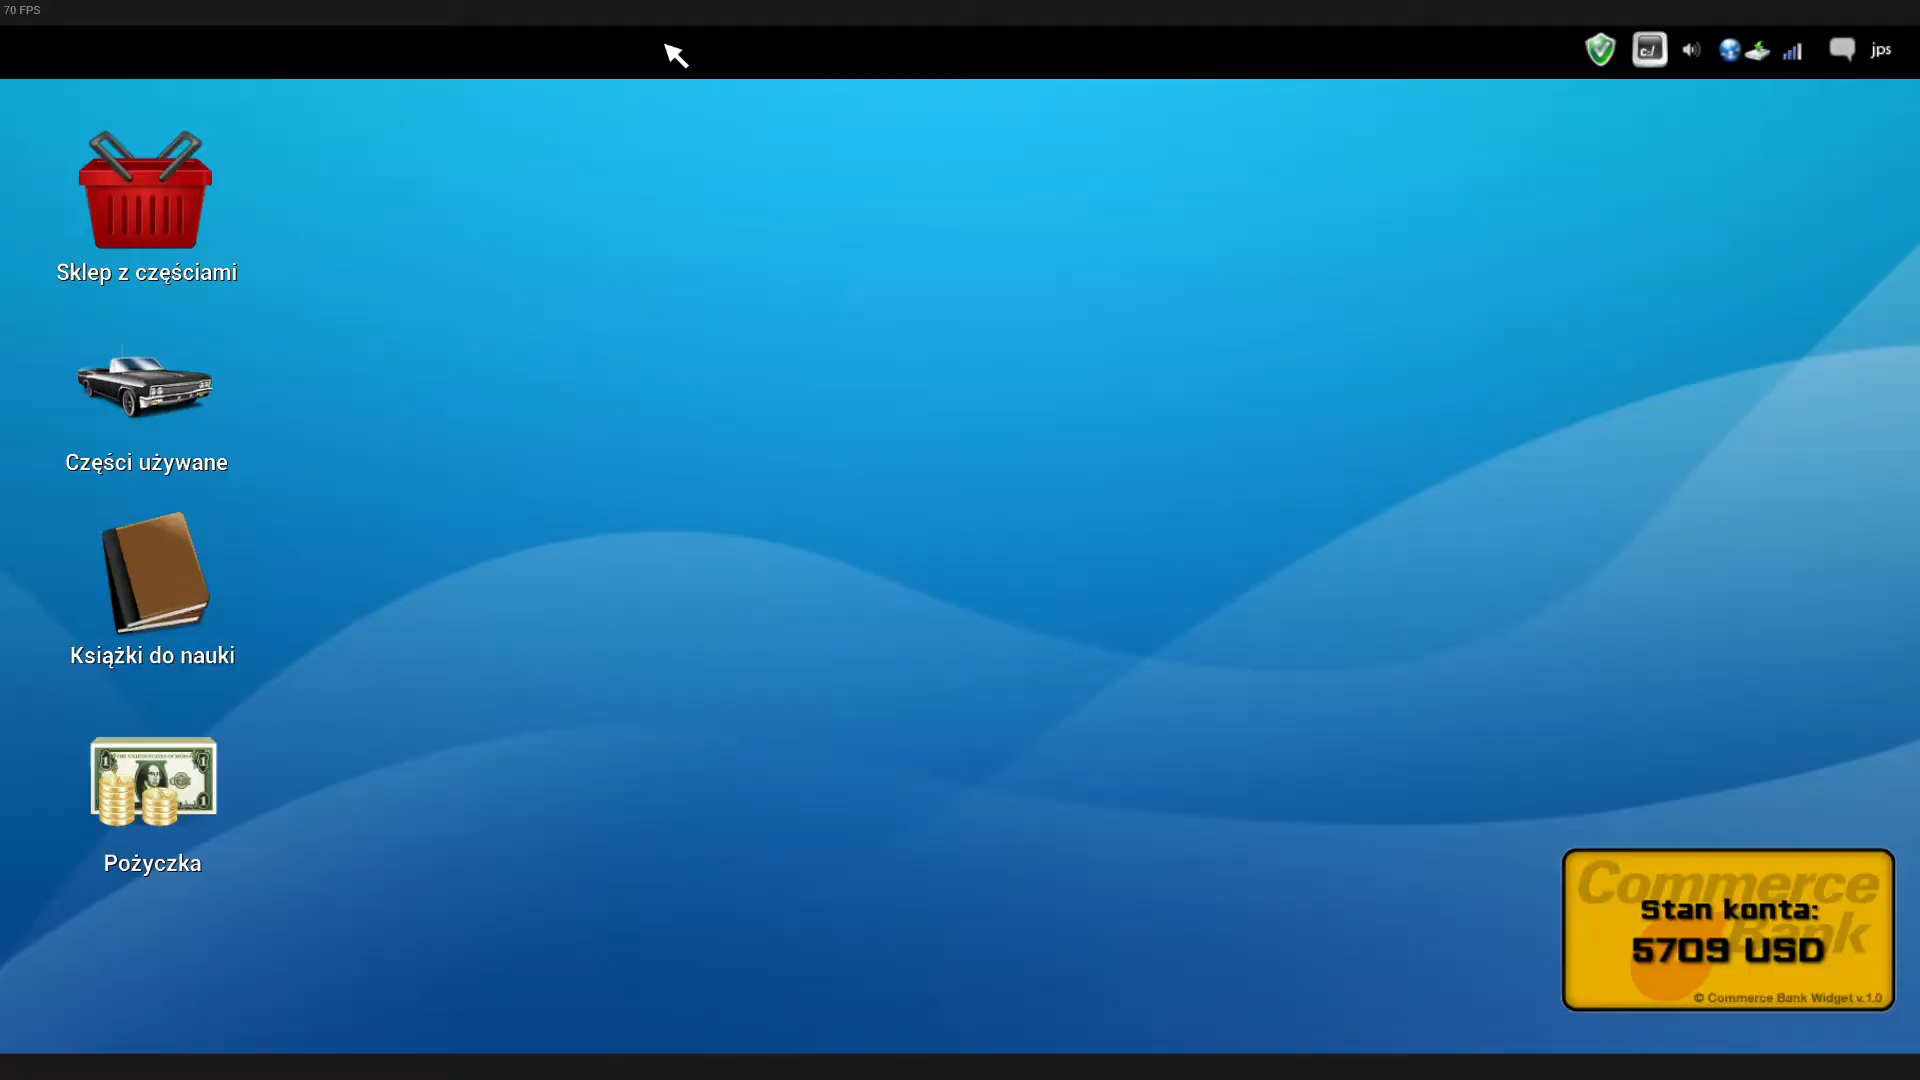 70 FPS
c:/
jps
Sklep z częściami
Części używane
Książki do nauki
Pożyczka
Commerce
Bank
Stan konta:
5709 USD
© Commerce Bank Widget v.1.0